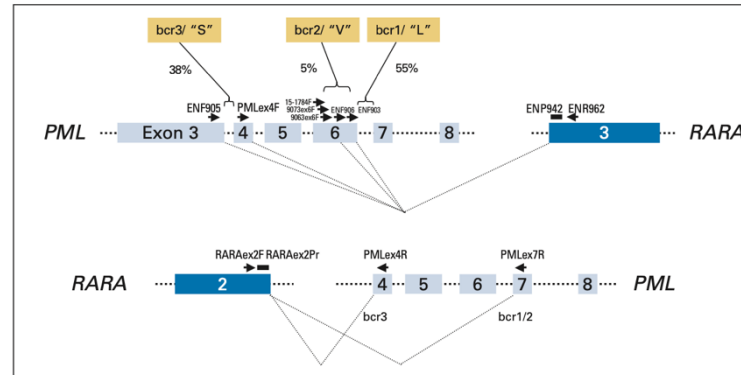 bcr3/ “S”
bcr2/ “V”
bcr1/ “L”
38%
5%
55%
ENF905
PMLex4F
15-1784F
9073ex6F
9063ex6F
ENF906
ENF903
ENP942
ENR962
PML
Exon 3
4
5
6
7
8
3
RARA
RARAex2F
RARAex2Pr
PMLex4R
PMLex7R
RARA
2
4
5
6
7
8
PML
bcr3
bcr1/2